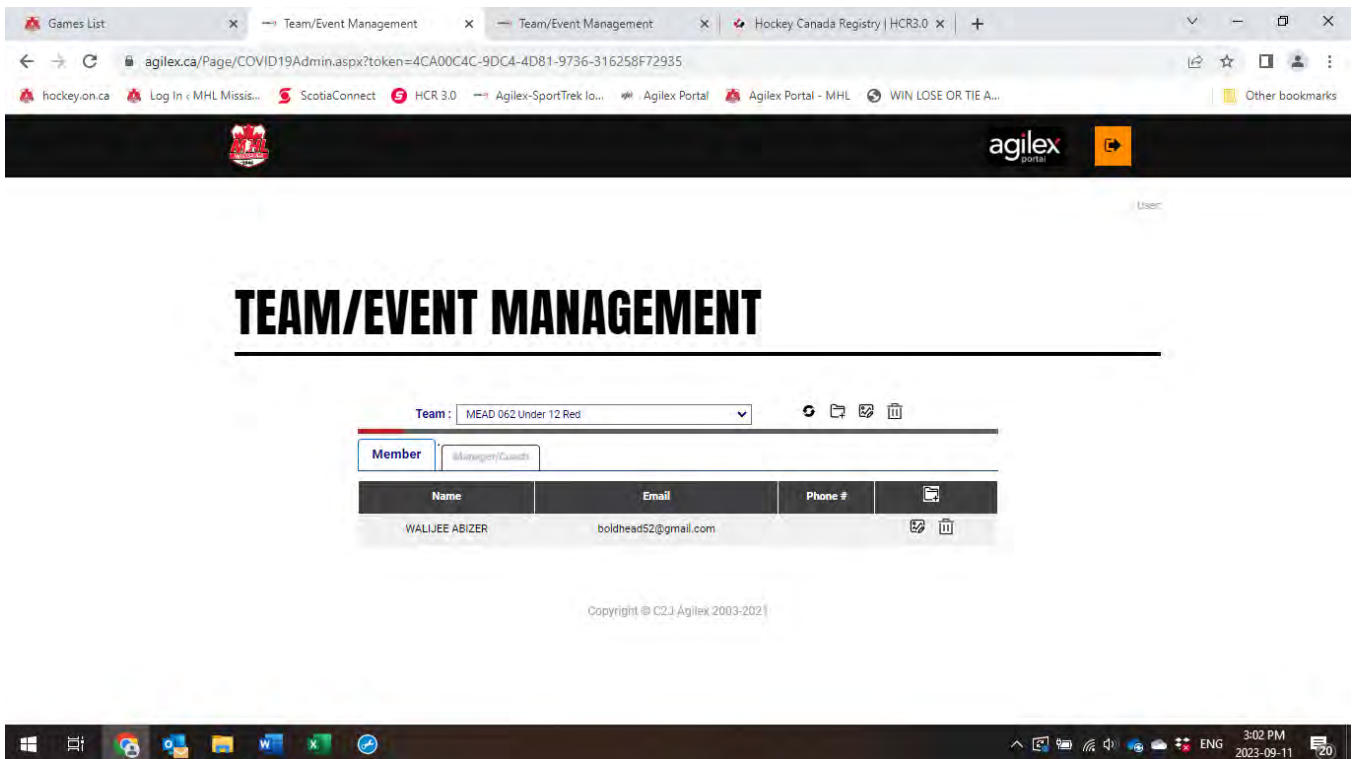 Games List
Team/Event Management
Team/Event Management
Hockey Canada Registry | HCR3.0
agilex.ca/Page/COVID19Admin.aspx?token=4CA00C4C-9DC4-4D81-9736-316258F72935
hockey.on.ca Log In ‹ MHL Missis... ScotiaConnect HCR 3.0 Agilex-SportTrek lo... Agilex Portal Agilex Portal - MHL WIN LOSE OR TIE A... Other bookmarks
MHL
agilex
portal
User:
TEAM/EVENT MANAGEMENT
Team : MEAD 062 Under 12 Red
Member Manager/Guests
Name Email Phone #
WALIJEE ABIZER boldhead52@gmail.com
Copyright © C2J Agilex 2003-2021
ENG 3:02 PM
2023-09-11 20